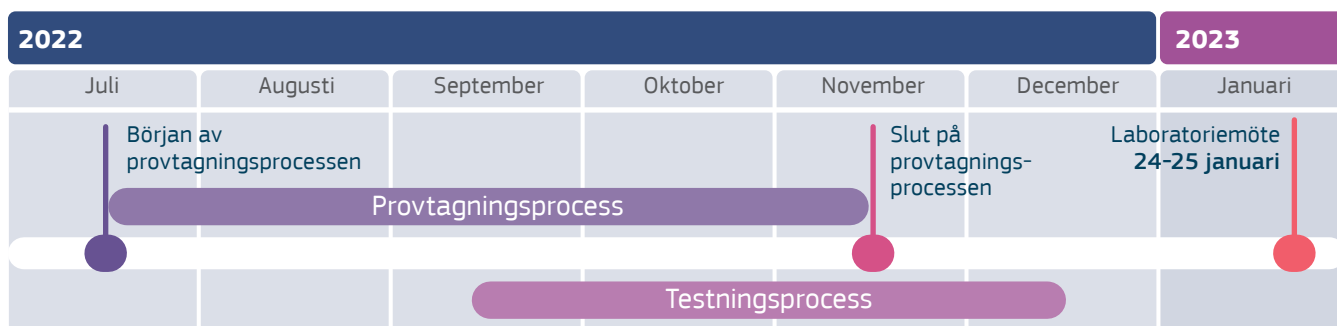 2022
2023
Juli
Augusti
September
Oktober
November
December
Januari
Början av
provtagningsprocessen
Slut på
provtagnings-
processen
Laboratoriemöte
24-25 januari
Provtagningsprocess
Testningsprocess